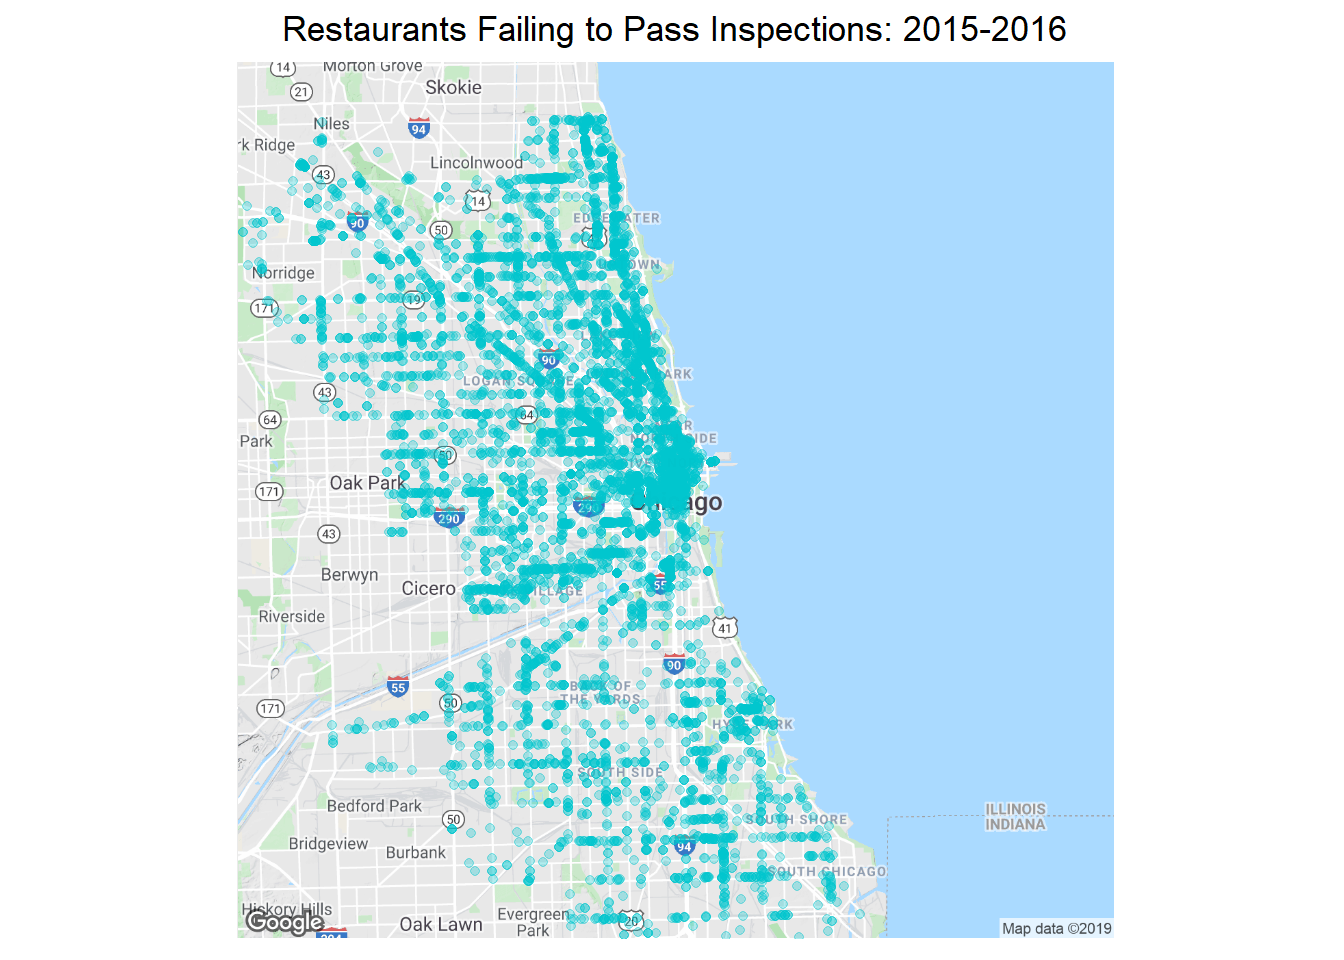 Restaurants Failing to Pass Inspections: 2015-2016
14
Morton Grove
Skokie
21
Niles
94
rk Ridge
Lincolnwood
43
14
90
50
EDGEWATER
Norridge
171
19
90
LOGAN SQUARE
43
64
64
Park
50
Oak Park
171
290
290
Chicago
43
Berwyn
Cicero
VILLAGE
55
Riverside
41
90
55
BACK OF
THE YARDS
50
171
HYDE PARK
SOUTH SIDE
Bedford Park
50
SOUTH SHORE
ILLINOIS
INDIANA
Bridgeview
Burbank
94
SOUTH CHICAGO
Hickory Hills
Google
Oak Lawn
Evergreen
Park
20
Map data ©2019